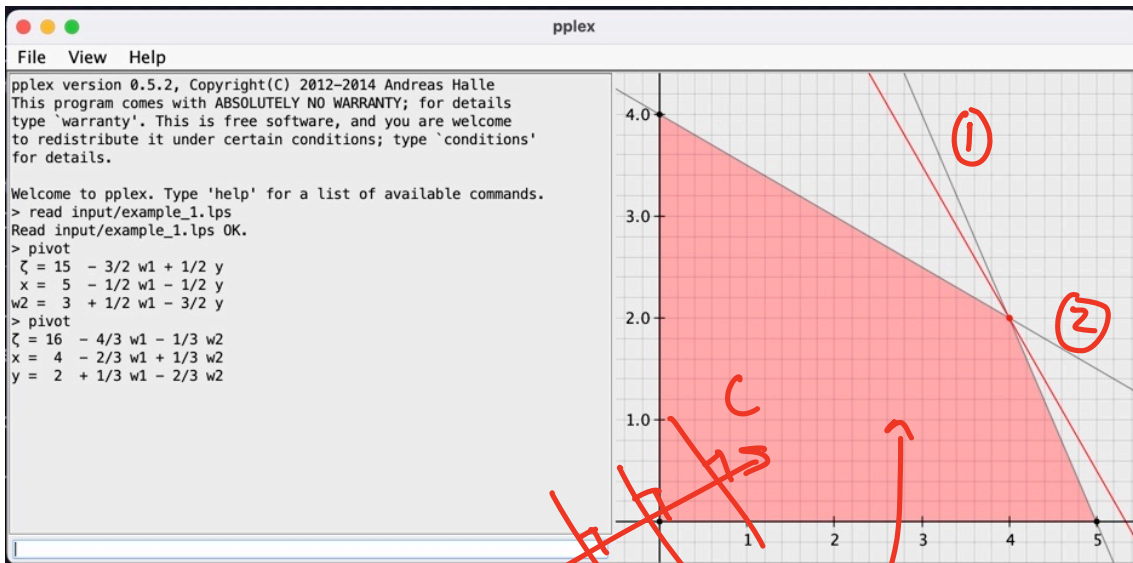 pplex
File View Help
pplex version 0.5.2, Copyright(C) 2012–2014 Andreas Halle
This program comes with ABSOLUTELY NO WARRANTY; for details
type `warranty'. This is free software, and you are welcome
to redistribute it under certain conditions; type `conditions'
for details.
Welcome to pplex. Type 'help' for a list of available commands.
> read input/example_1.lps
Read input/example_1.lps OK.
> pivot
ζ = 15 - 3/2 w1 + 1/2 y
x = 5 - 1/2 w1 - 1/2 y
w2 = 3 + 1/2 w1 - 3/2 y
> pivot
ζ = 16 - 4/3 w1 - 1/3 w2
x = 4 - 2/3 w1 + 1/3 w2
y = 2 + 1/3 w1 - 2/3 w2
4.0
①
3.0
2.0
②
C
1.0
1 2 3 4 5